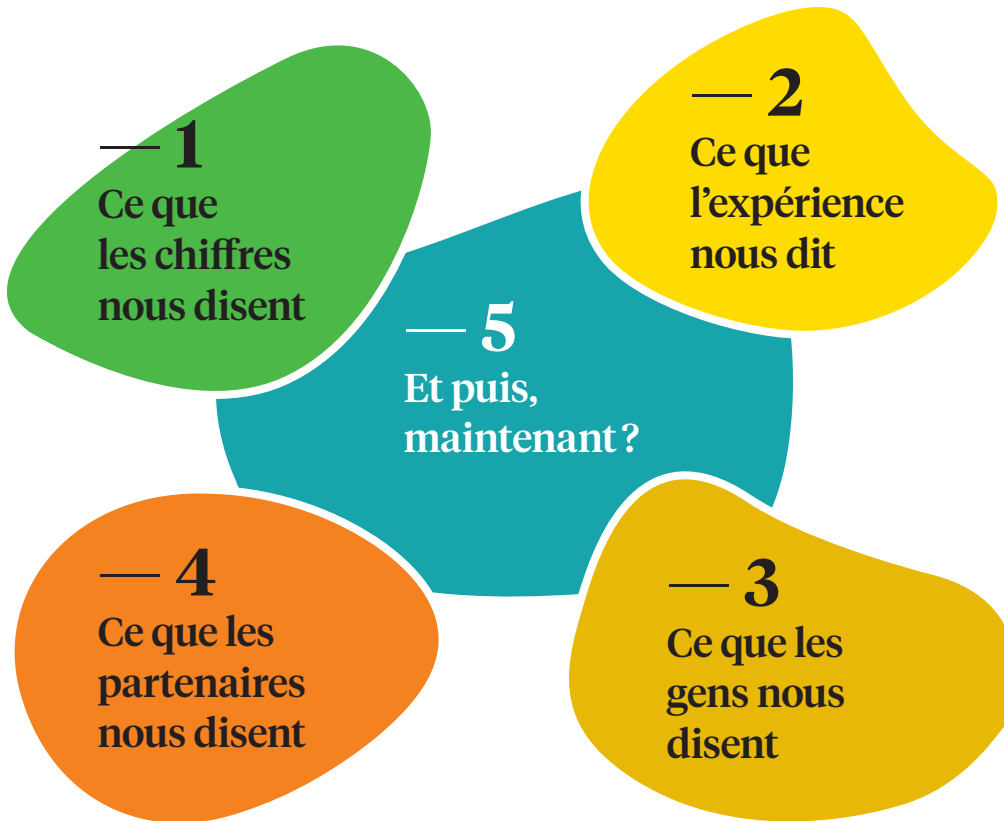 — 1
Ce que
les chiffres
nous disent
— 2
Ce que
l’expérience
nous dit
— 3
Ce que les
gens nous
disent
— 4
Ce que les
partenaires
nous disent
— 5
Et puis,
maintenant ?